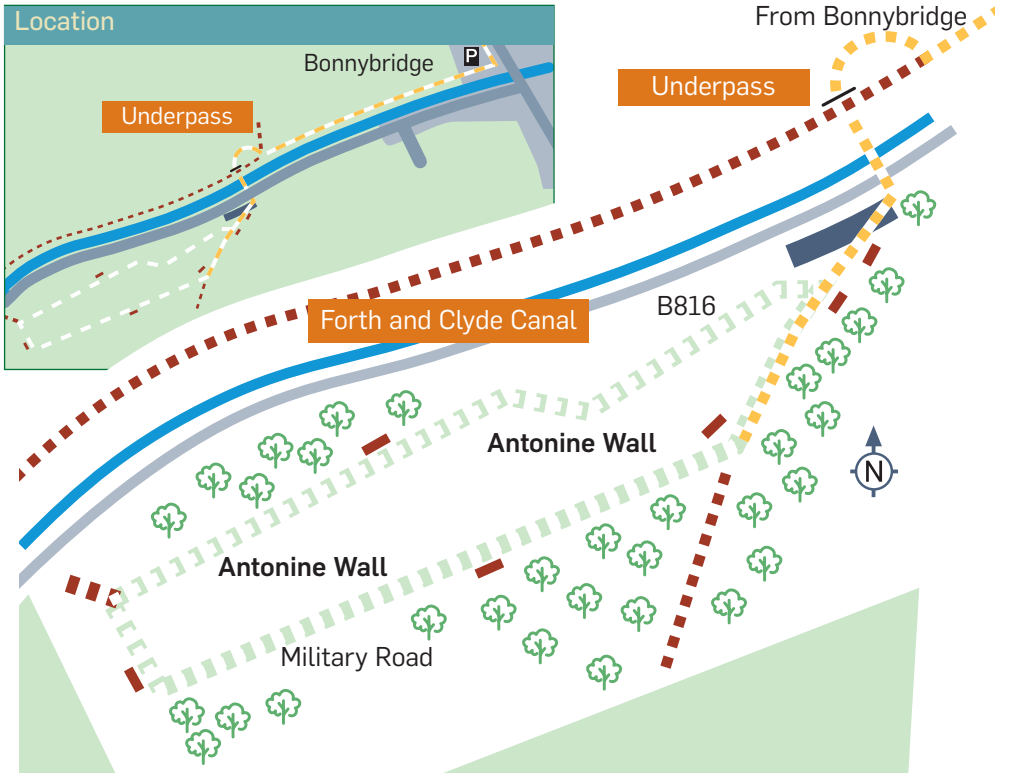 Location
From Bonnybridge
P
Bonnybridge
Underpass
Underpass
B816
Forth and Clyde Canal
Antonine Wall
N
Antonine Wall
Military Road